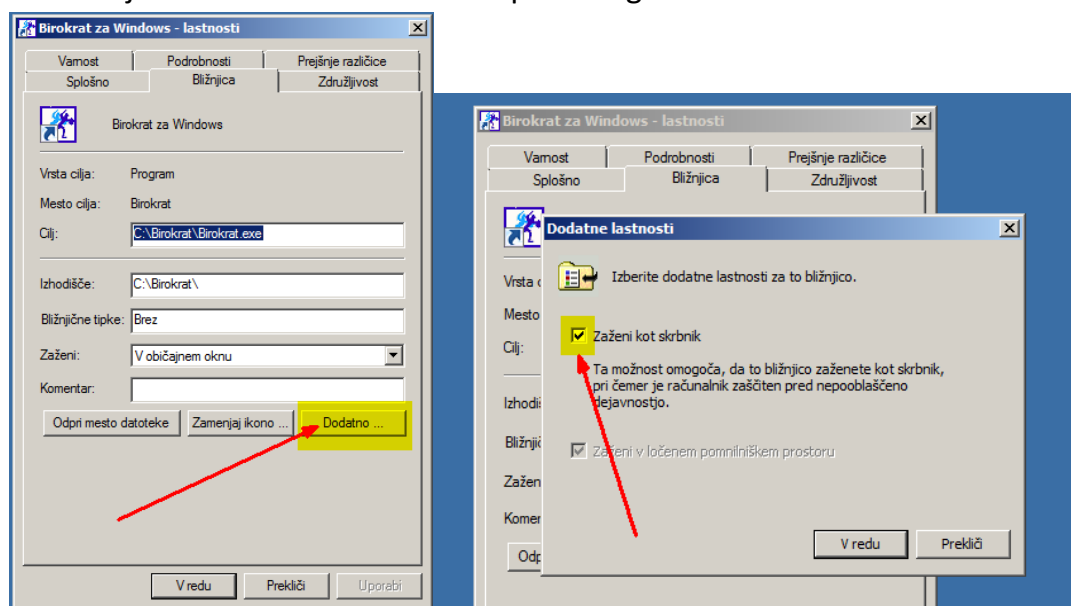 Birokrat za Windows - lastnosti
Varnost Podrobnosti Prejšnje različice
Splošno Bližnjica Združljivost
Birokrat za Windows
Vrsta cilja: Program
Mesto cilja: Birokrat
Cilj: C:\Birokrat\Birokrat.exe
Izhodišče: C:\Birokrat\
Bližnjične tipke: Brez
Zaženi: V običajnem oknu
Komentar:
Odpri mesto datoteke Zamenjaj ikono ... Dodatno ...
V redu Prekliči Uporabi
Birokrat za Windows - lastnosti
Varnost Podrobnosti Prejšnje različice
Splošno Bližnjica Združljivost
Vrsta
Mesto
Cilj:
Dodatne lastnosti
Izberite dodatne lastnosti za to bližnjico.
Zaženi kot skrbnik
Ta možnost omogoča, da to bližnjico zaženete kot skrbnik,
pri čemer je računalnik zaščiten pred nepooblaščeno
dejavnostjo.
Zaženi v ločenem pomnilniškem prostoru
V redu Prekliči